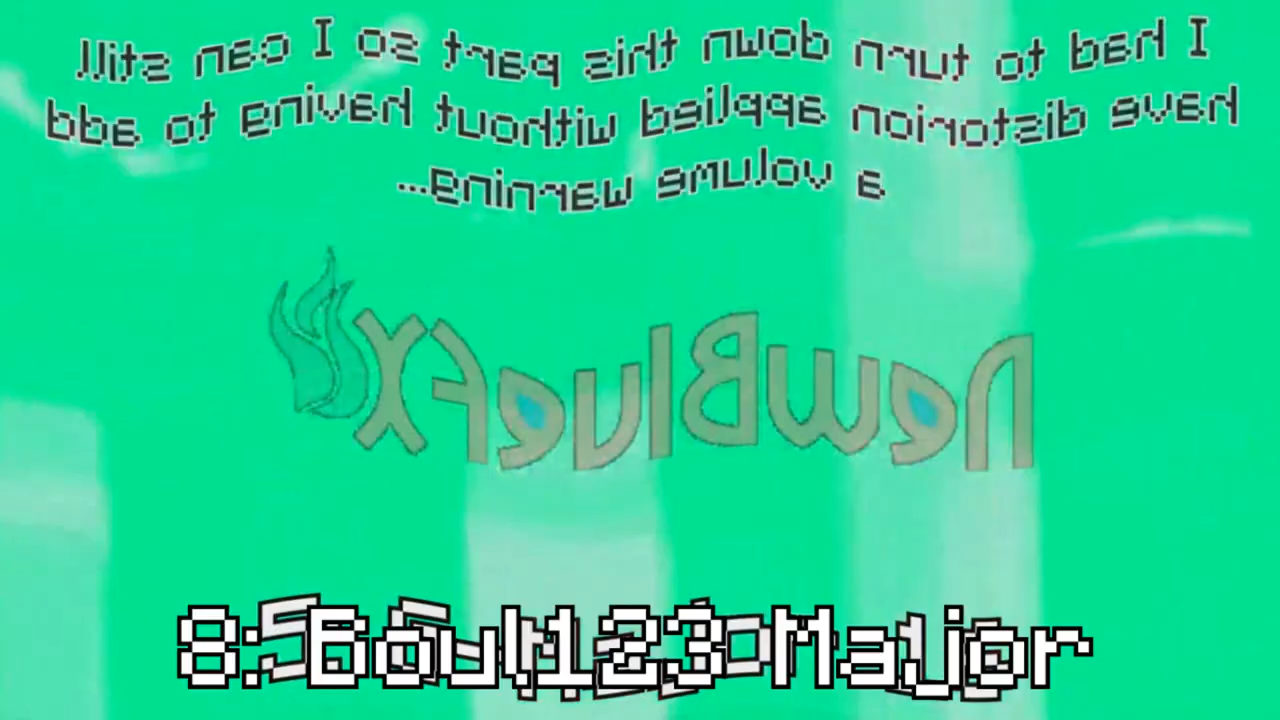 I had to turn down this part so I can still
have distorion applied without having to add
a volume warning...
NewBlueFX
8: Soul123 Major